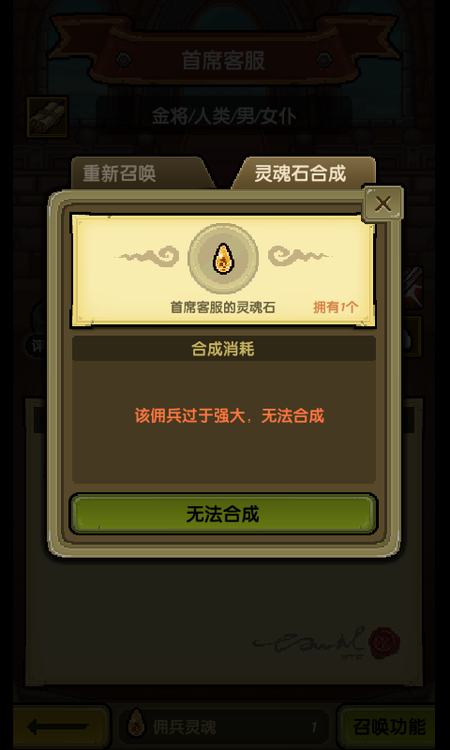 首席客服
金将/人类/男/女仆
重新召唤
灵魂石合成
首席客服的灵魂石
拥有1个
合成消耗
该佣兵过于强大，无法合成
无法合成
评
佣兵灵魂
1
召唤功能